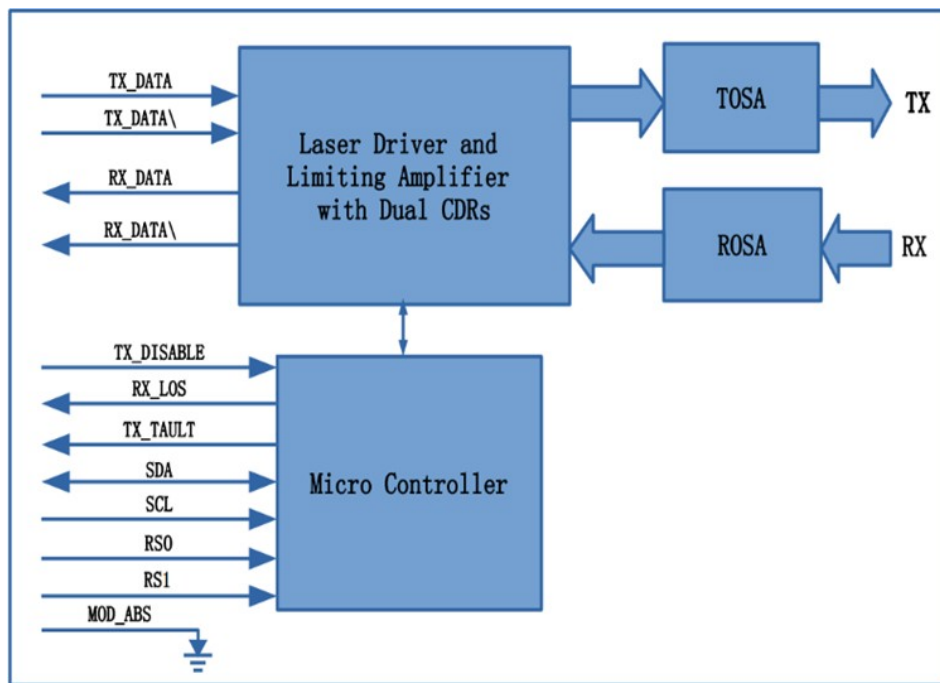 TX_DATA
TX_DATA\
RX_DATA
RX_DATA\
Laser Driver and
Limiting Amplifier
with Dual CDRs
TOSA
TX
ROSA
RX
TX_DISABLE
RX_LOS
TX_TAULT
SDA
SCL
RS0
RS1
MOD_ABS
Micro Controller